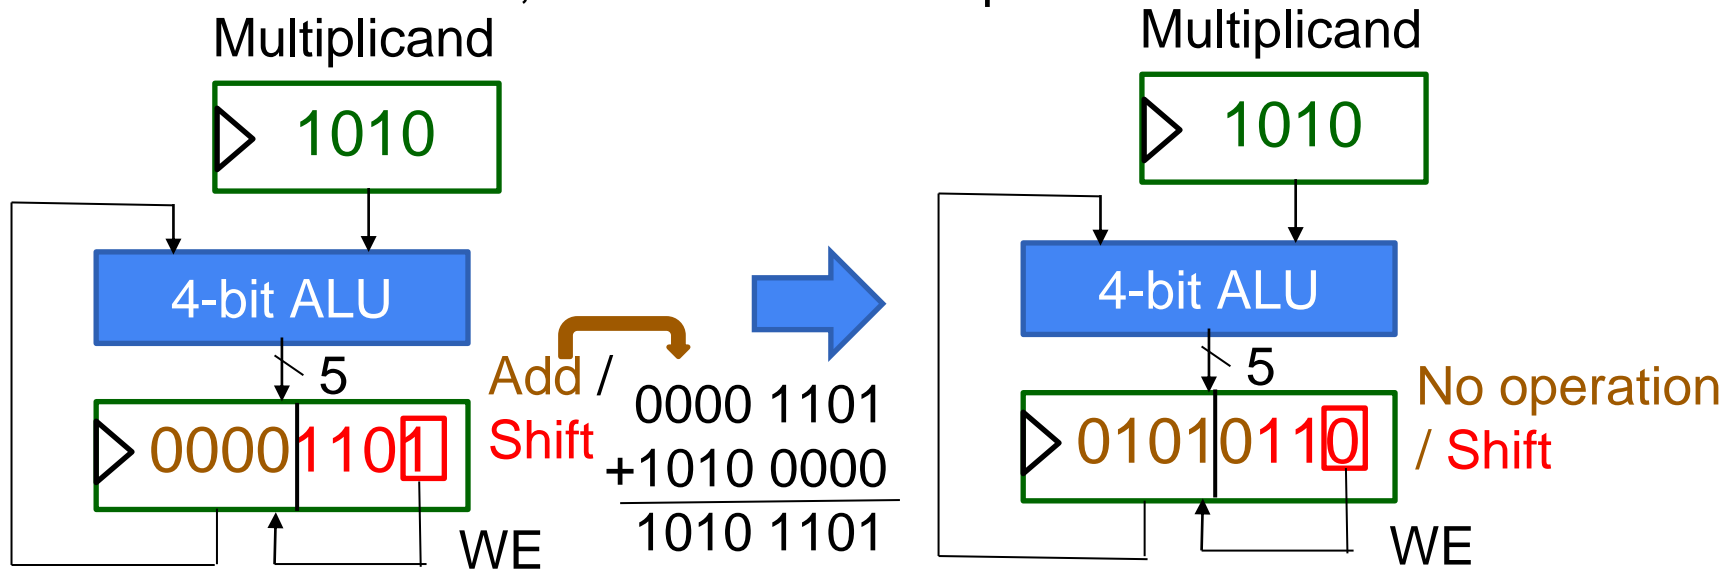 Multiplicand
1010
4-bit ALU
5
Add /
Shift
0000 1101
+1010 0000
1010 1101
00001101
WE
Multiplicand
1010
4-bit ALU
5
01010110
No operation
/ Shift
WE